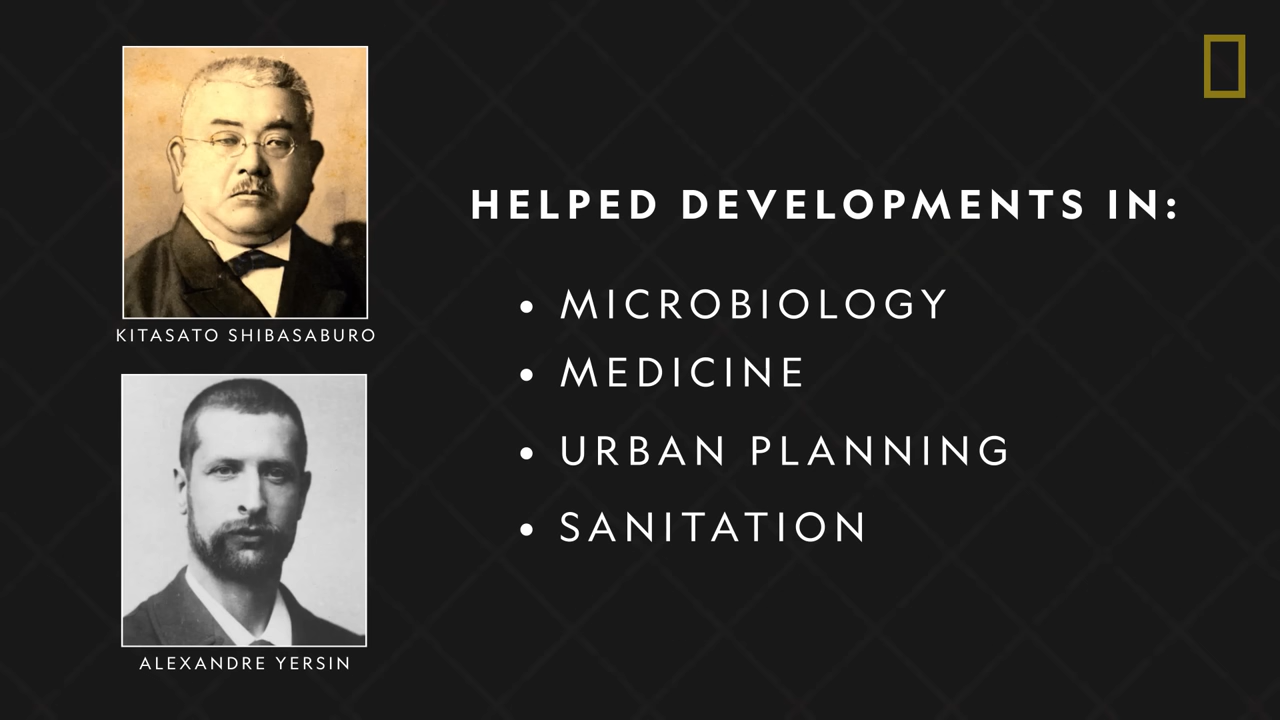 KITASATO SHIBASABURO
ALEXANDRE YERSIN
HELPED DEVELOPMENTS IN:
• MICROBIOLOGY
• MEDICINE
• URBAN PLANNING
• SANITATION